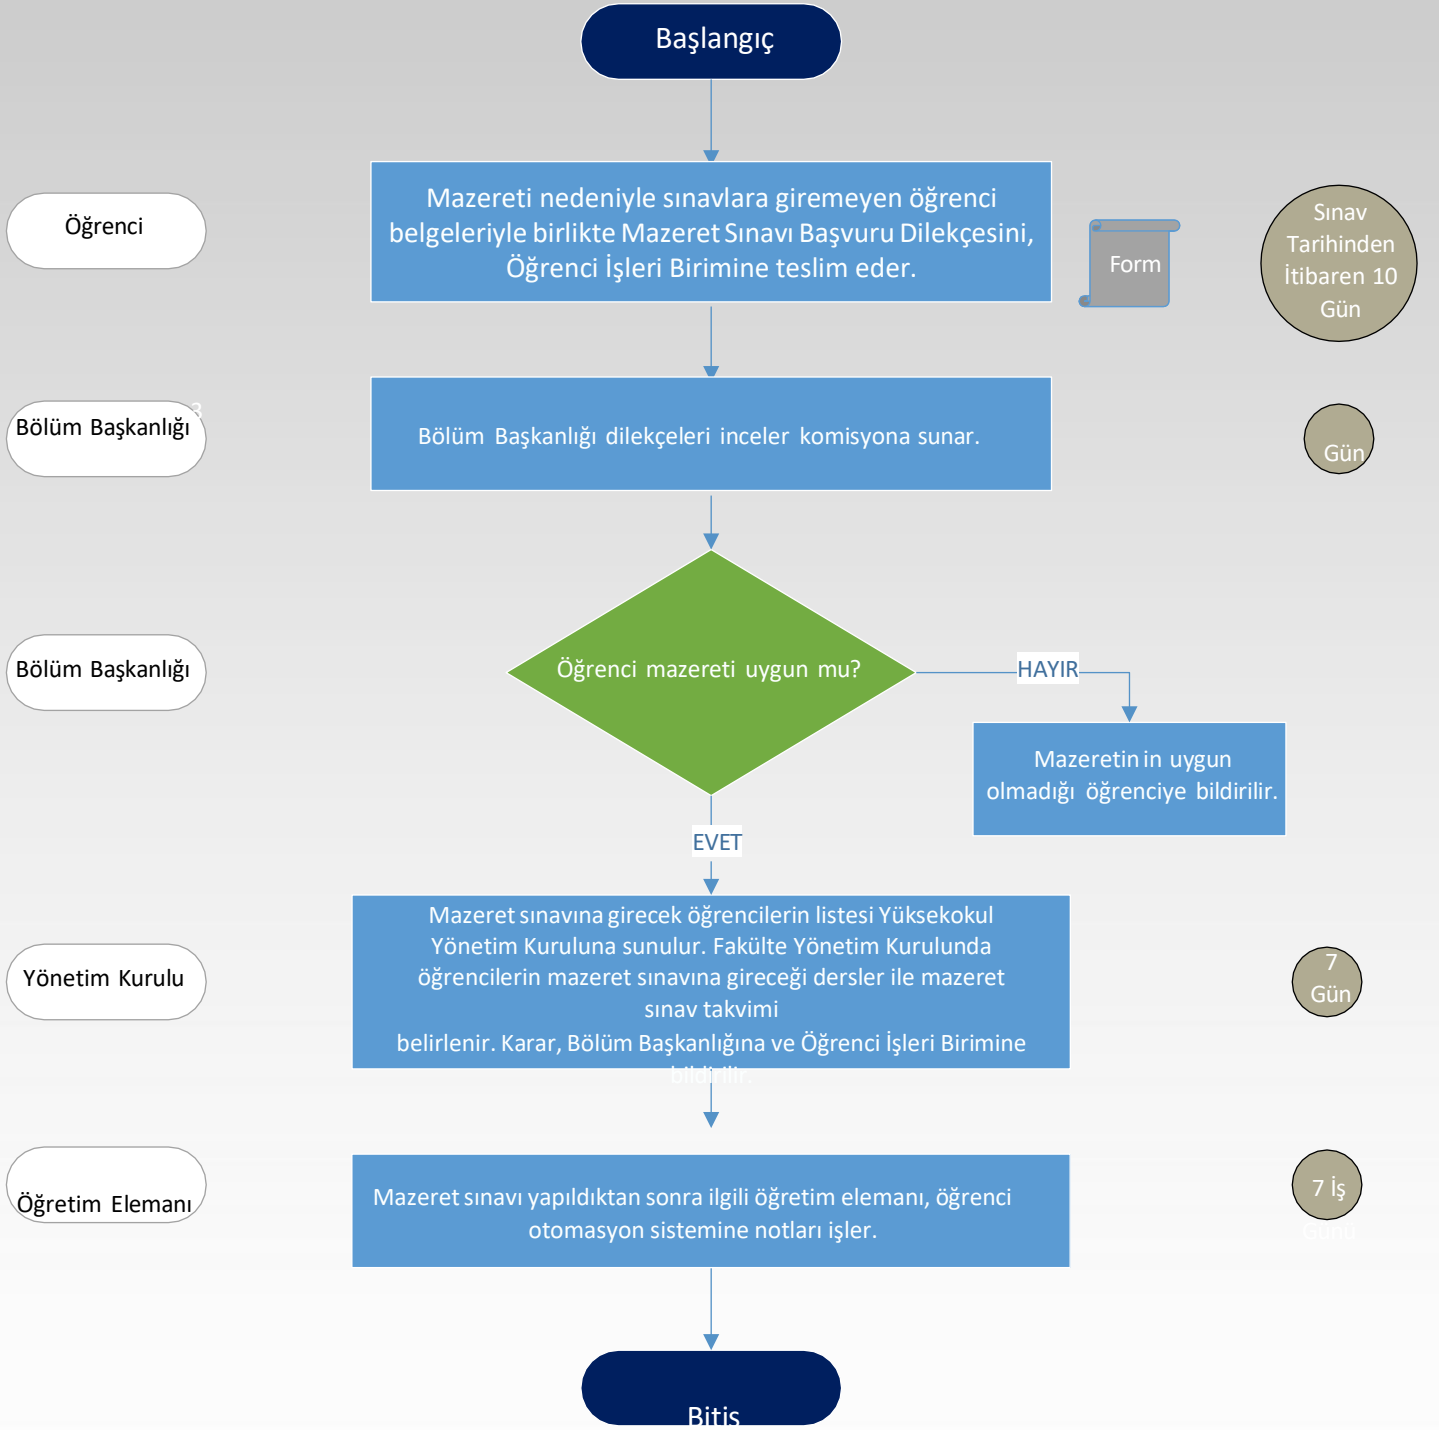 Başlangıç
Öğrenci
Mazereti nedeniyle sınavlara giremeyen öğrenci
belgeleriyle birlikte Mazeret Sınavı Başvuru Dilekçesini,
Öğrenci İşleri Birimine teslim eder.
Form
Sınav
Tarihinden
İtibaren 10
Gün
Bölüm Başkanlığı
3
Bölüm Başkanlığı dilekçeleri inceler komisyona sunar.
Gün
Bölüm Başkanlığı
Öğrenci mazereti uygun mu?
HAYIR
Mazeretin in uygun
olmadığı öğrenciye bildirilir.
EVET
Yönetim Kurulu
Mazeret sınavına girecek öğrencilerin listesi Yüksekokul
Yönetim Kuruluna sunulur. Fakülte Yönetim Kurulunda
öğrencilerin mazeret sınavına gireceği dersler ile mazeret
sınav takvimi
belirlenir. Karar, Bölüm Başkanlığına ve Öğrenci İşleri Birimine
bildirilir.
7
Gün
Öğretim Elemanı
Mazeret sınavı yapıldıktan sonra ilgili öğretim elemanı, öğrenci
otomasyon sistemine notları işler.
7 İş
Günü
Bitiş